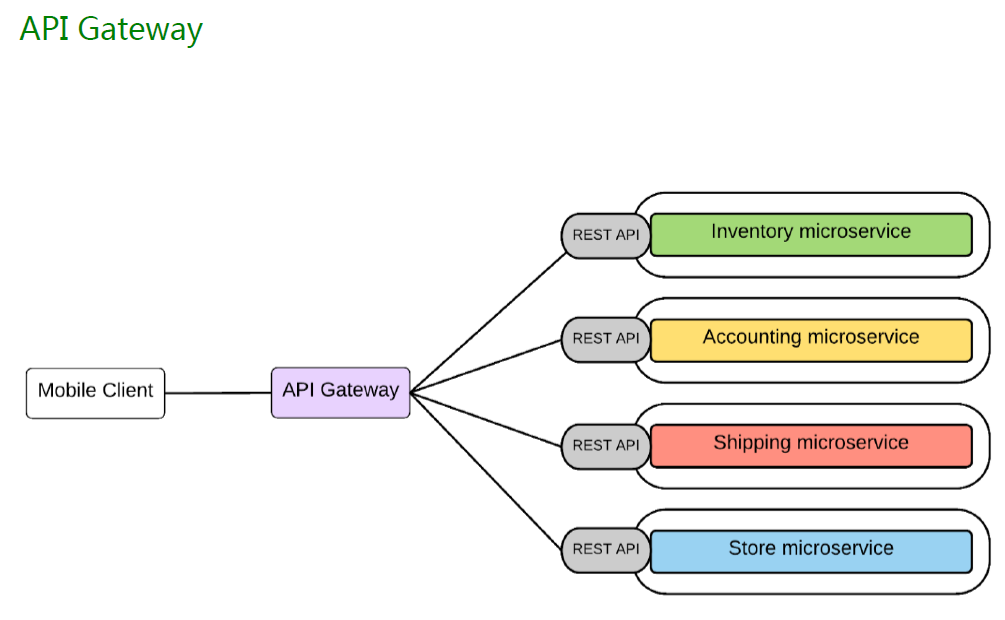 API Gateway
REST API
Inventory microservice
REST API
Accounting microservice
Mobile Client
API Gateway
REST API
Shipping microservice
REST API
Store microservice